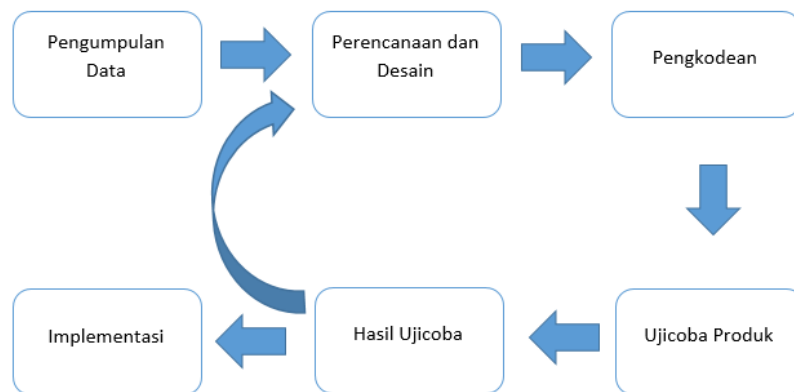 Pengumpulan
Data
Perencanaan dan
Desain
Pengkodean
Implementasi
Hasil Ujicoba
Ujicoba Produk